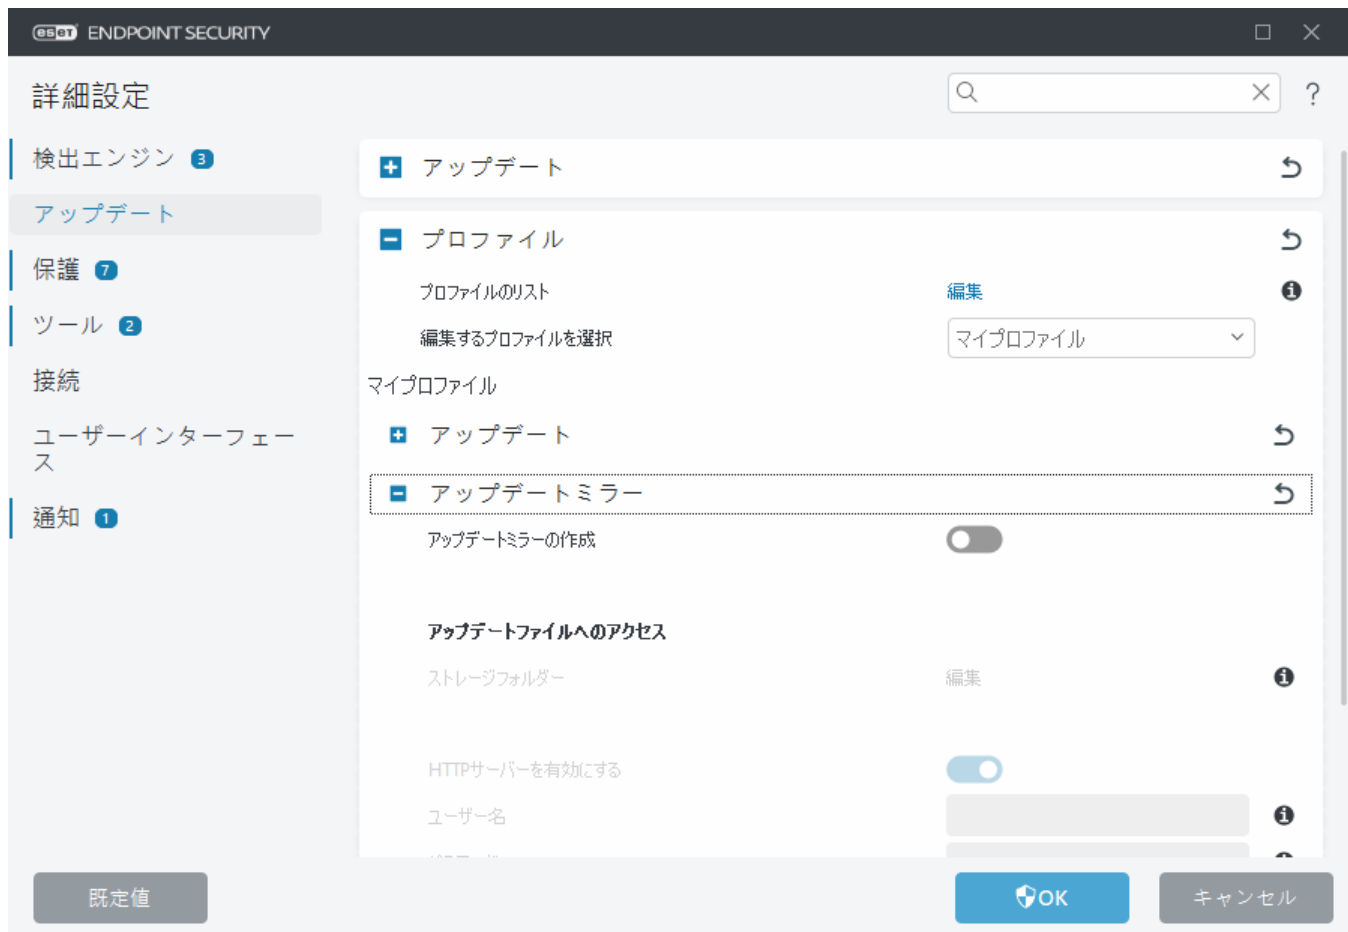 eseT ENDPOINT SECURITY
詳細設定
?
検出エンジン 3
アップデート
保護 7
ツール 2
接続
ユーザーインターフェー
ス
通知 1
アップデート
プロファイル
プロファイルのリスト 編集
編集するプロファイルを選択 マイプロファイル
マイプロファイル
アップデート
アップデートミラー
アップデートミラーの作成
アップデートファイルへのアクセス
ストレージフォルダー 編集
HTTPサーバーを有効にする
ユーザー名
既定値 OK キャンセル